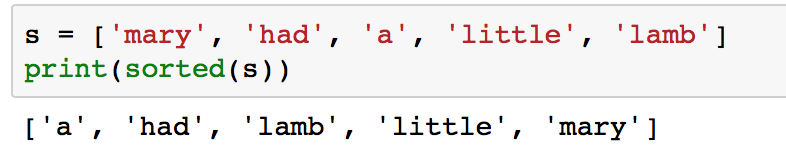 s = ['mary', 'had', 'a', 'little', 'lamb']
print(sorted(s))
['a', 'had', 'lamb', 'little', 'mary']